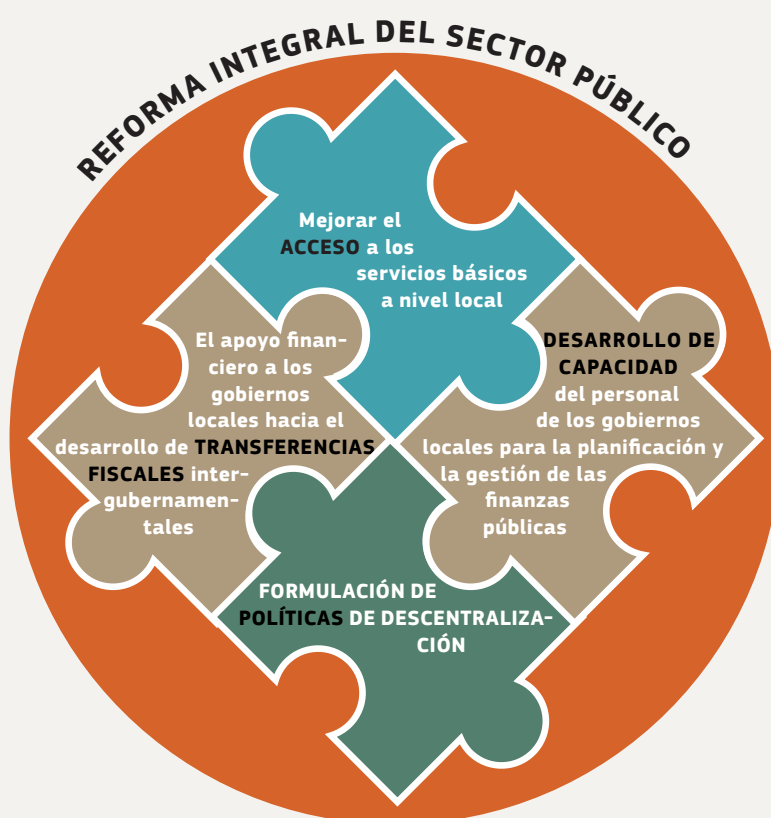 REFORMA INTEGRAL DEL SECTOR PÚBLICO
Mejorar el
ACCESO a los
servicios básicos
a nivel local
El apoyo finan-
ciero a los
gobiernos
locales hacia el
desarrollo de TRANSFERENCIAS
FISCALES inter-
gubernamen-
tales
DESARROLLO DE
CAPACIDAD
del personal
de los gobiernos
locales para la planificación y
la gestión de las
finanzas
públicas
FORMULACIÓN DE
POLÍTICAS DE DESCENTRALIZA-
CIÓN